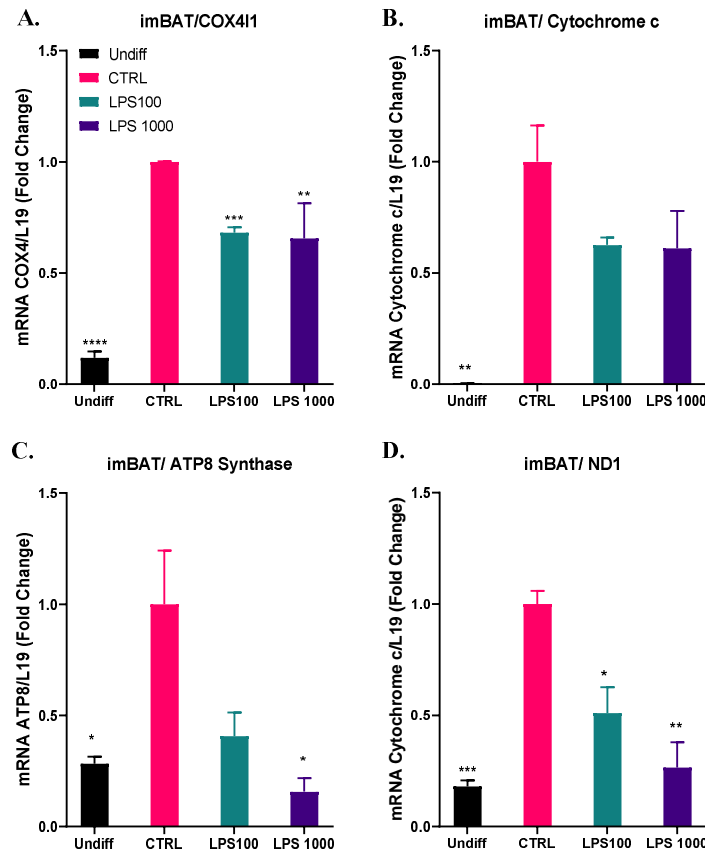 A.
imBAT/COX4I1
mRNA COX4/L19 (Fold Change)
1.5
1.0
0.5
0.0
Undiff
CTRL
LPS100
LPS 1000
****
***
**
Undiff
CTRL
LPS100
LPS 1000
B.
imBAT/ Cytochrome c
mRNA Cytochrome c/L19 (Fold Change)
1.5
1.0
0.5
0.0
**
Undiff
CTRL
LPS100
LPS 1000
C.
imBAT/ ATP8 Synthase
mRNA ATP8/L19 (Fold Change)
1.5
1.0
0.5
0.0
*
*
Undiff
CTRL
LPS100
LPS 1000
D.
imBAT/ ND1
mRNA Cytochrome c/L19 (Fold Change)
1.5
1.0
0.5
0.0
***
*
**
Undiff
CTRL
LPS100
LPS 1000